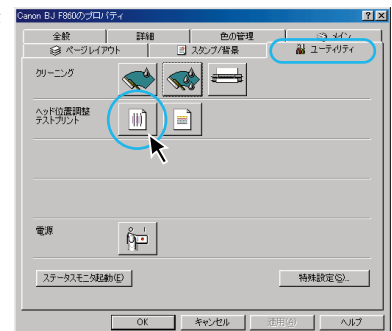 Canon BJ F860のプロパティ
全般 詳細 色の管理 メイン
ページレイアウト スタンプ/背景 ユーティリティ
クリーニング
ヘッド位置調整
テストプリント
電源
ステータスモニタ起動(E) 特殊設定(S)...
OK キャンセル 適用(A) ヘルプ